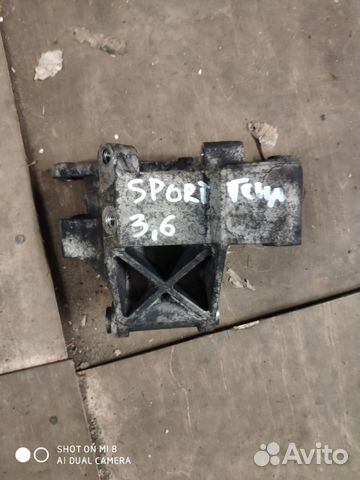 SPORT Тена
3,6
SHOT ON MI 8
AI DUAL CAMERA
Avito